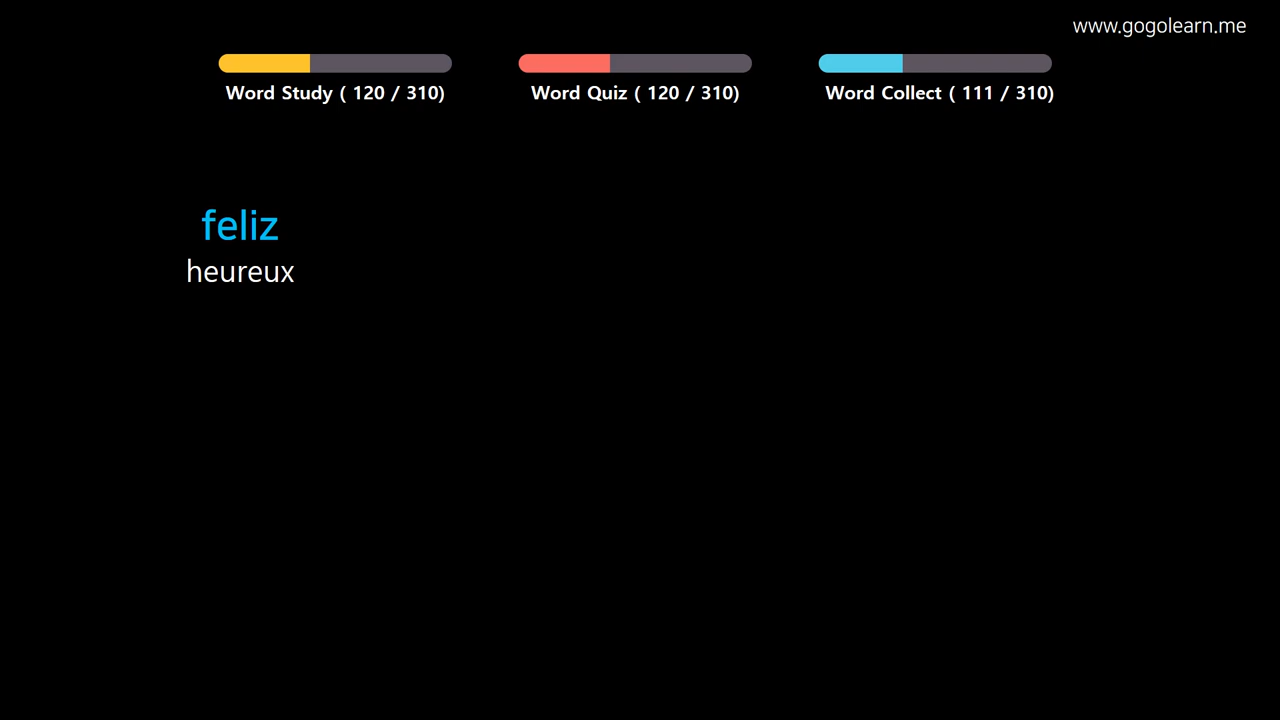 www.gogolearn.me
Word Study ( 120 / 310)
Word Quiz ( 120 / 310)
Word Collect ( 111 / 310)
feliz
heureux